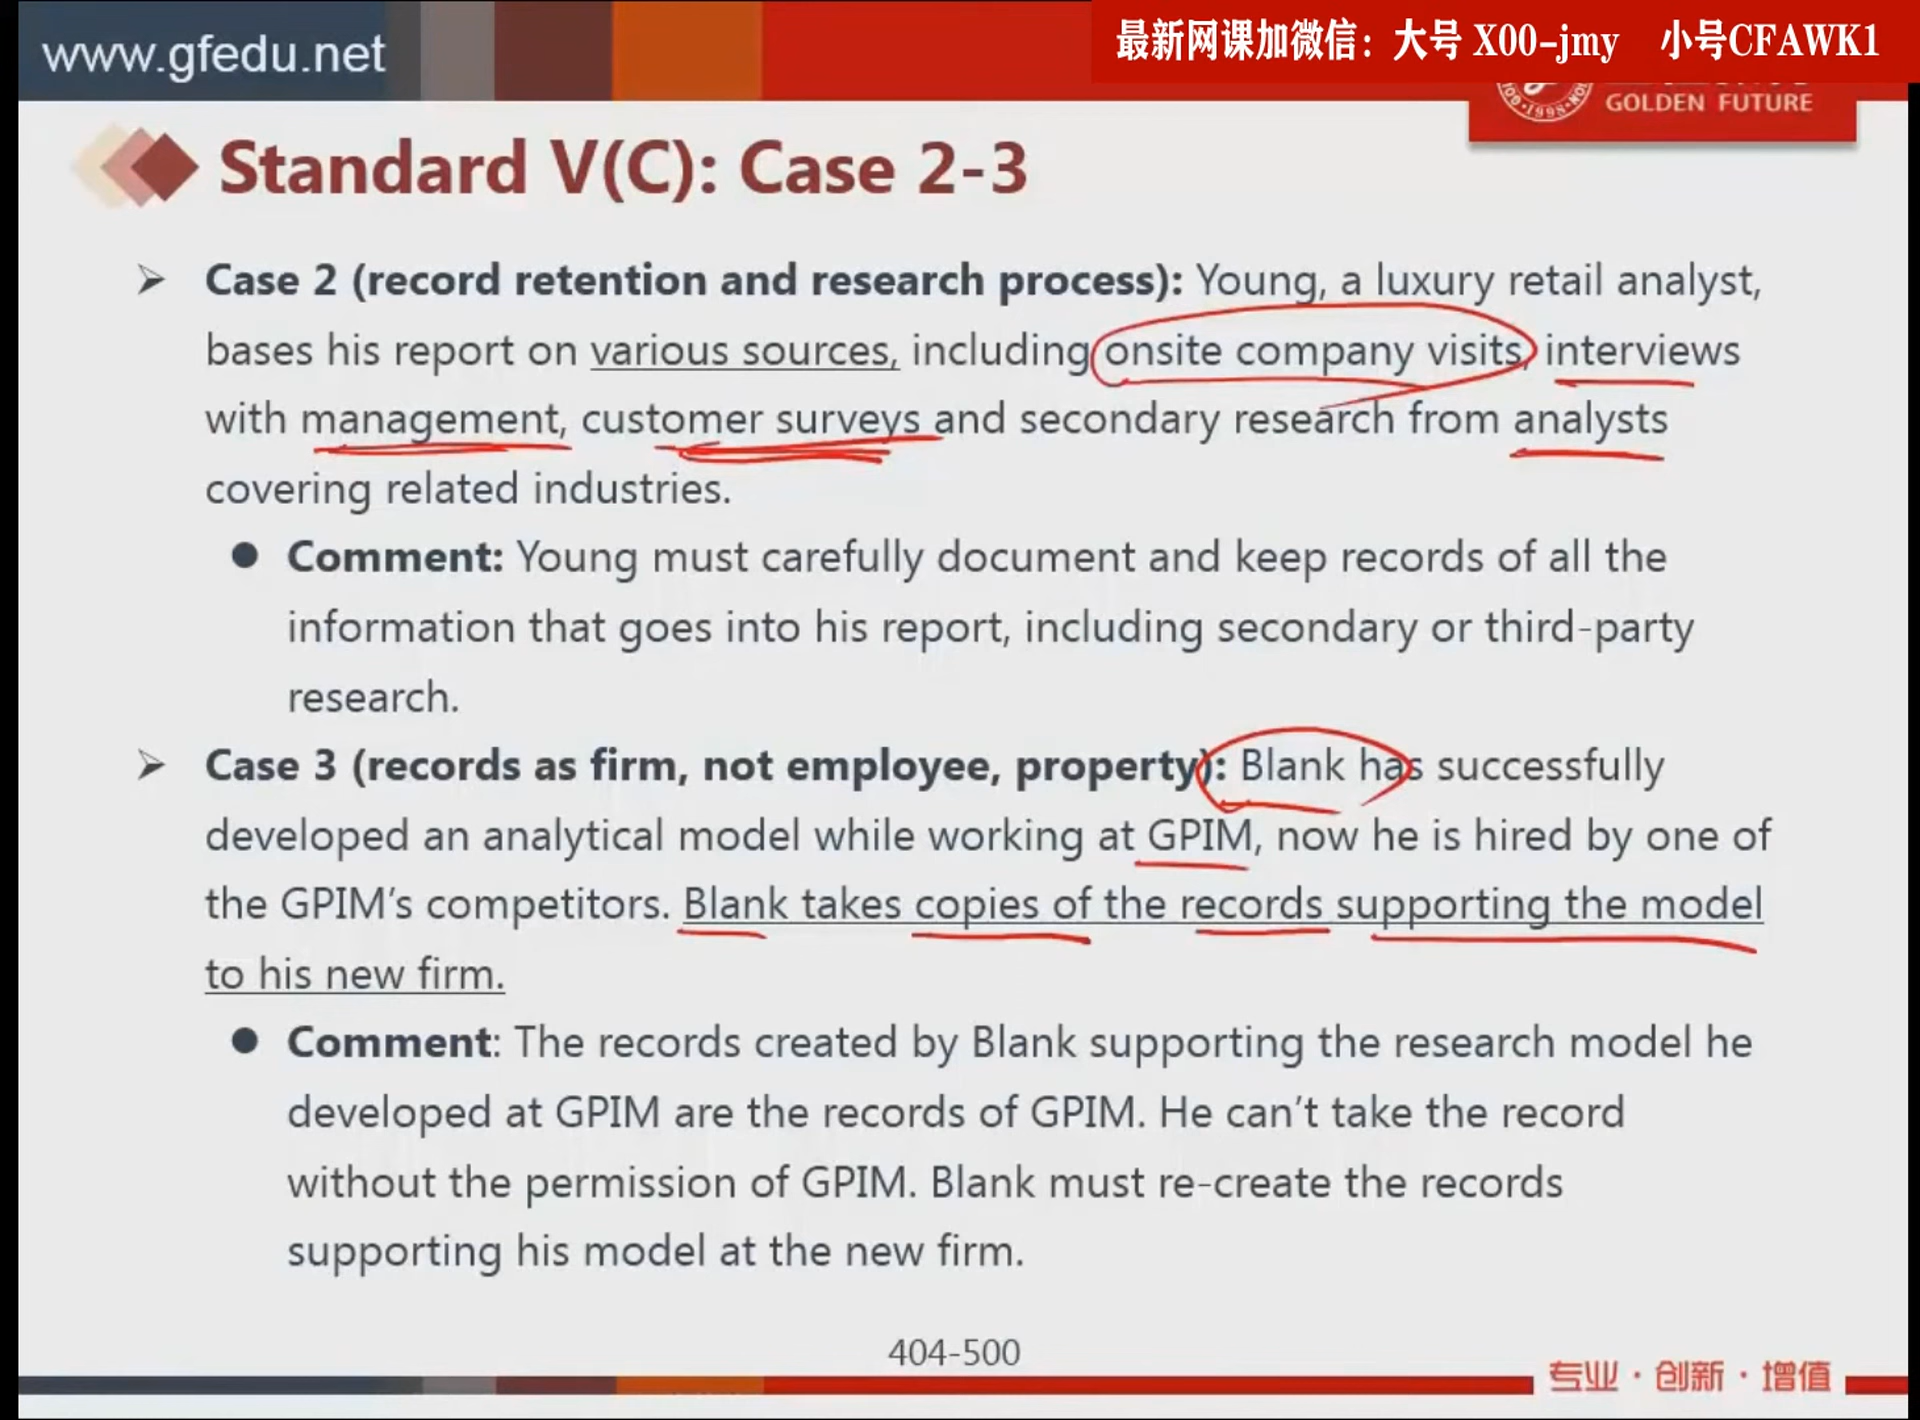 www.gfedu.net
最新网课加微信：大号 X00-jmy 小号CFAWK1
GOLDEN FUTURE
Standard V(C): Case 2-3
➢ Case 2 (record retention and research process): Young, a luxury retail analyst,
bases his report on various sources, including onsite company visits, interviews
with management, customer surveys and secondary research from analysts
covering related industries.
● Comment: Young must carefully document and keep records of all the
information that goes into his report, including secondary or third-party
research.
➢ Case 3 (records as firm, not employee, property): Blank has successfully
developed an analytical model while working at GPIM, now he is hired by one of
the GPIM's competitors. Blank takes copies of the records supporting the model
to his new firm.
● Comment: The records created by Blank supporting the research model he
developed at GPIM are the records of GPIM. He can't take the record
without the permission of GPIM. Blank must re-create the records
supporting his model at the new firm.
404-500
专业·创新·增值